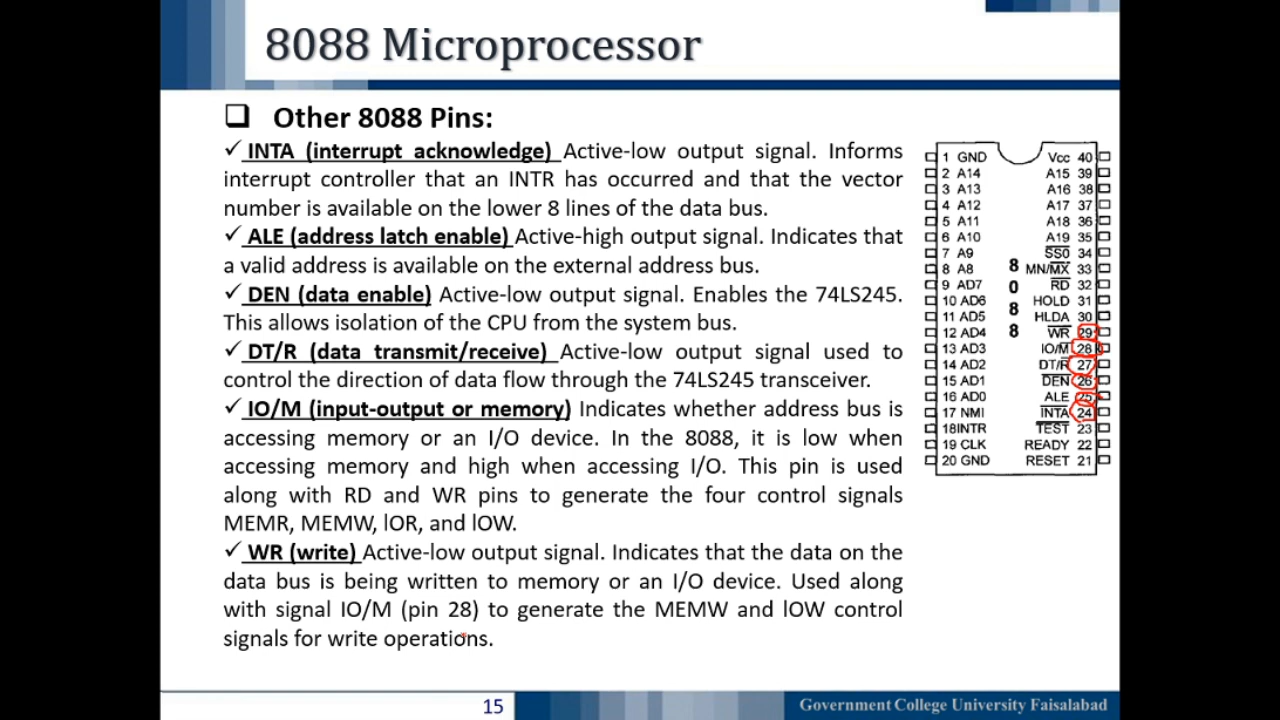 8088 Microprocessor
Other 8088 Pins:
INTA (interrupt acknowledge) Active-low output signal. Informs
interrupt controller that an INTR has occurred and that the vector
number is available on the lower 8 lines of the data bus.
ALE (address latch enable) Active-high output signal. Indicates that
a valid address is available on the external address bus.
DEN (data enable) Active-low output signal. Enables the 74LS245.
This allows isolation of the CPU from the system bus.
DT/R (data transmit/receive) Active-low output signal used to
control the direction of data flow through the 74LS245 transceiver.
IO/M (input-output or memory) Indicates whether address bus is
accessing memory or an I/O device. In the 8088, it is low when
accessing memory and high when accessing I/O. This pin is used
along with RD and WR pins to generate the four control signals
MEMR, MEMW, lOR, and lOW.
WR (write) Active-low output signal. Indicates that the data on the
data bus is being written to memory or an I/O device. Used along
with signal IO/M (pin 28) to generate the MEMW and lOW control
signals for write operations.
1 GND Vcc 40
2 A14 A15 39
3 A13 A16 38
4 A12 A17 37
5 A11 A18 36
6 A10 A19 35
7 A9 SS0 34
8 A8 8 MN/MX 33
9 AD7 0 RD 32
10 AD6 HOLD 31
11 AD5 8 HLDA 30
12 AD4 8 WR 29
13 AD3 IO/M 28
14 AD2 DT/R 27
15 AD1 DEN 26
16 AD0 ALE 25
17 NMI INTA 24
18INTR TEST 23
19 CLK READY 22
20 GND RESET 21
15
Government College University Faisalabad